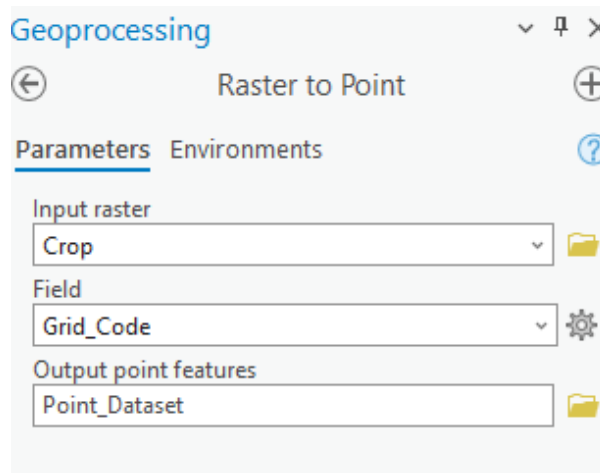 Geoprocessing
Raster to Point
Parameters Environments
Input raster
Crop
Field
Grid_Code
Output point features
Point_Dataset